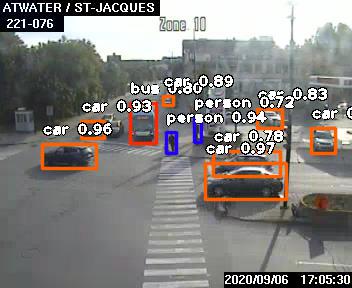 ATWATER / ST-JACQUES
221-076
Zone 10
car 0.89
bus 0.80
car 0.83
person 0.72
car 0.93
person 0.94
car 0.96
car 0.78
car 0.97
2020/09/06 17:05:30